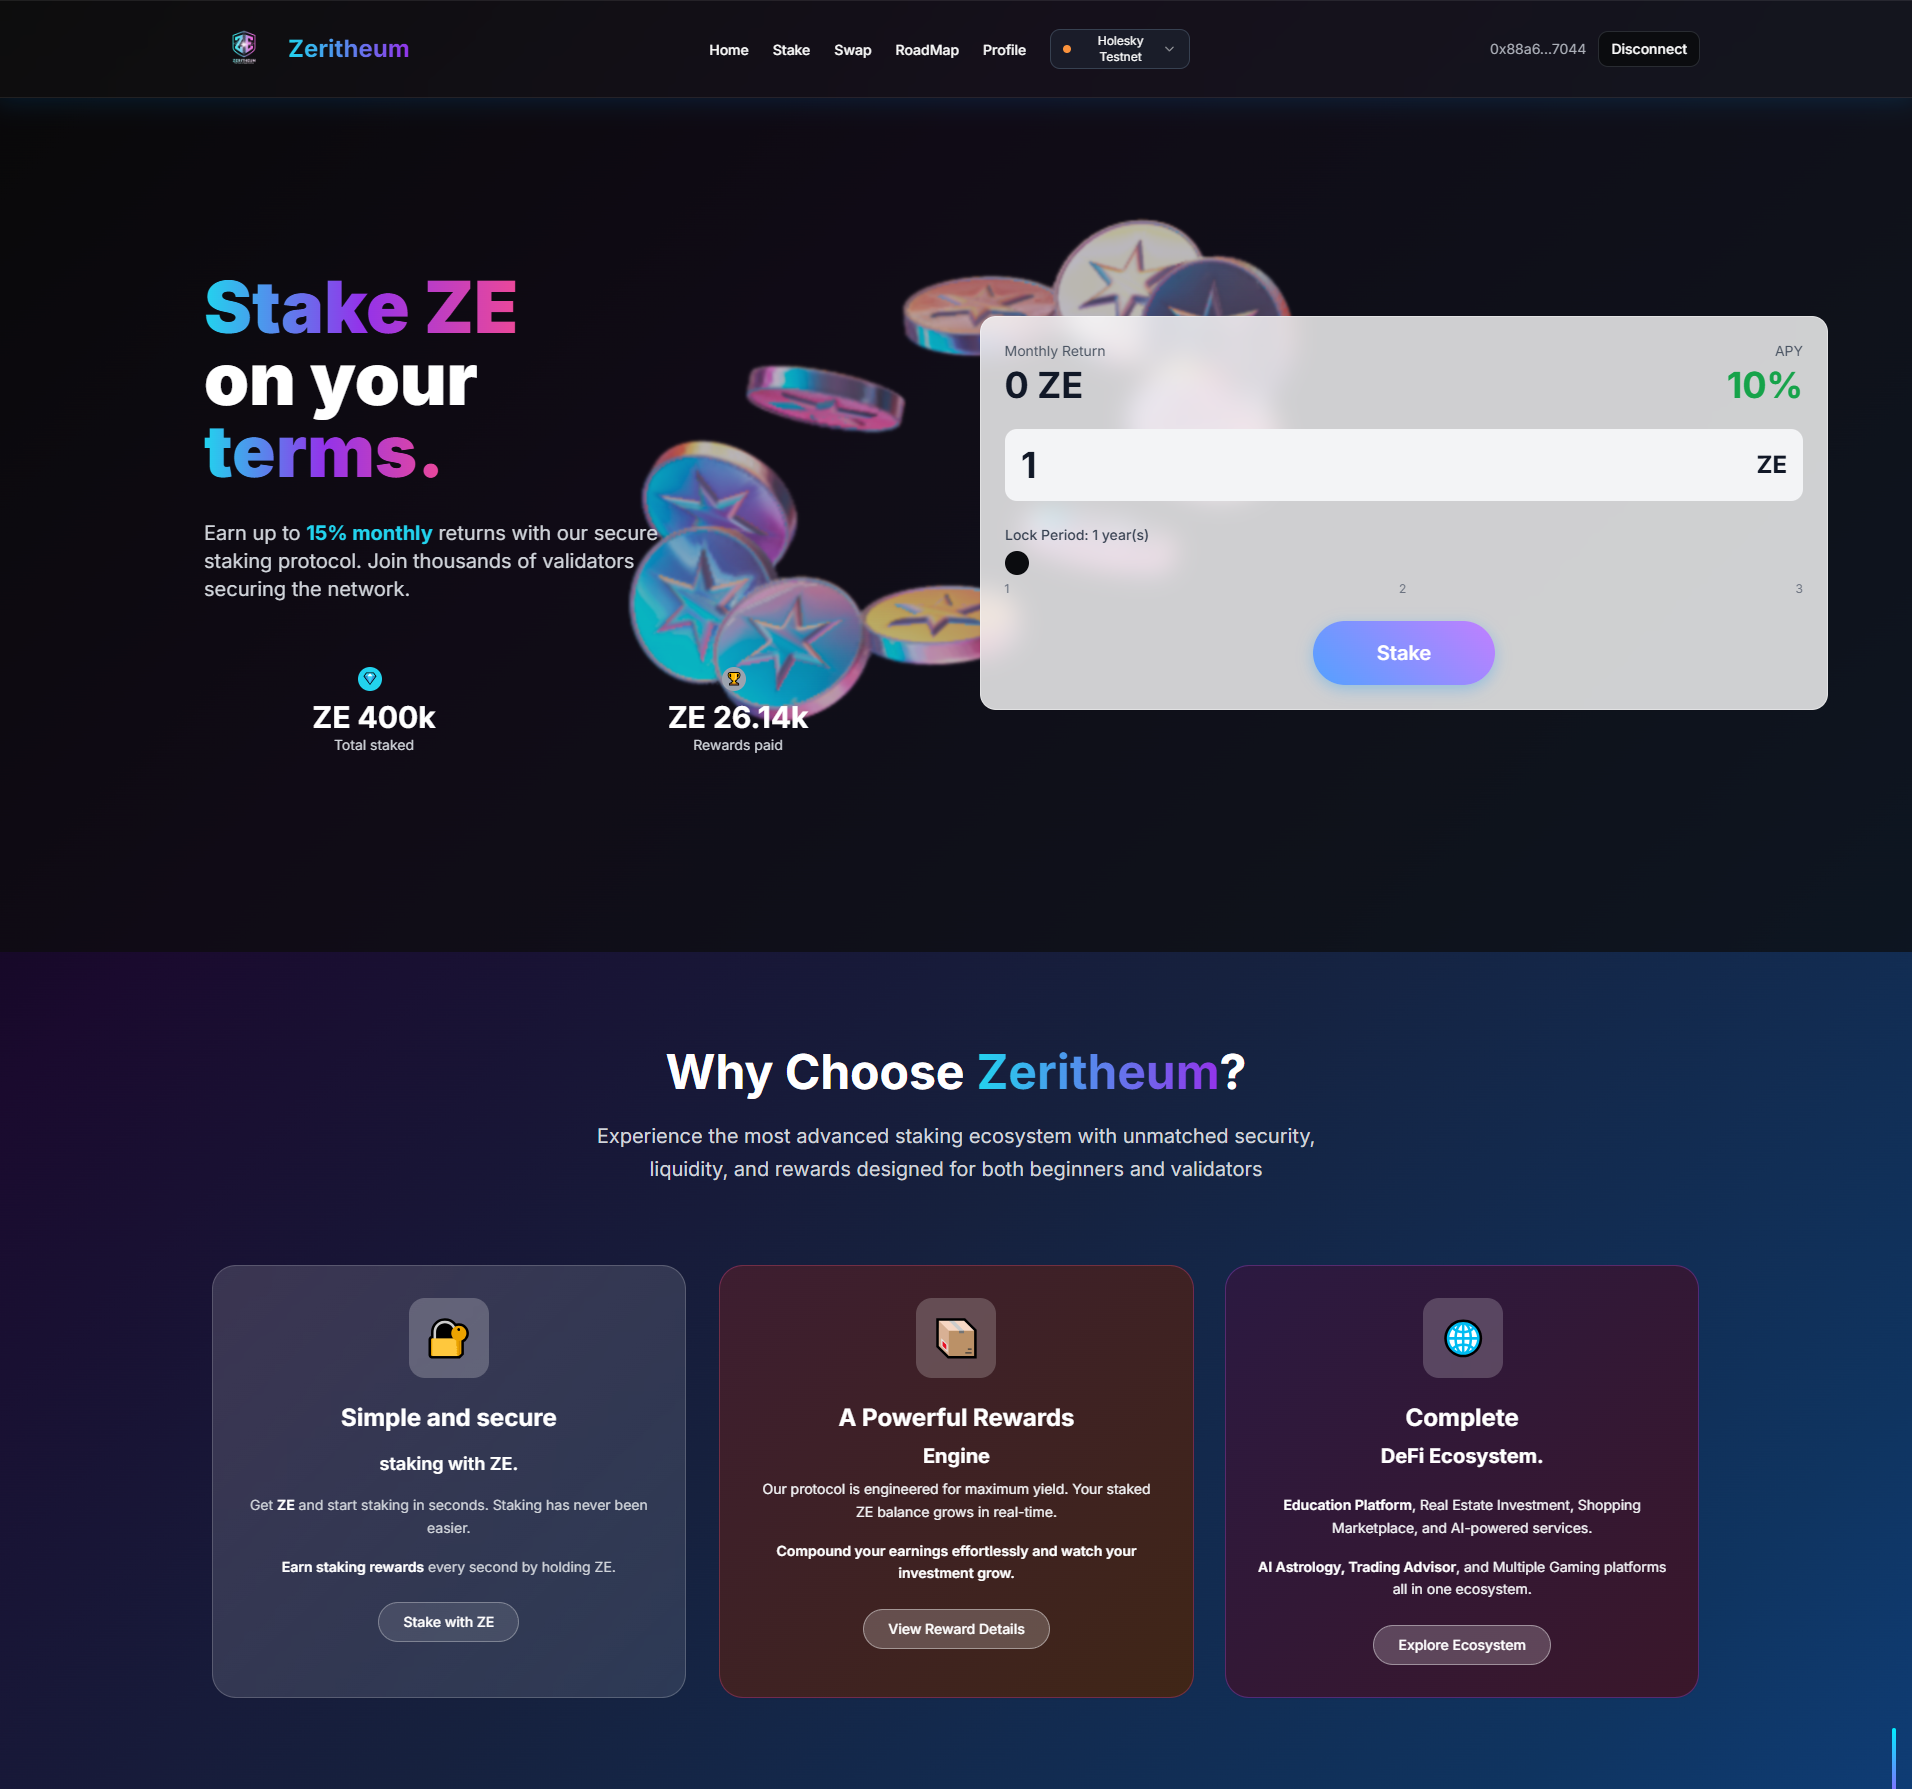 Zeritheum
Home
Stake
Swap
RoadMap
Profile
Holesky
Testnet
0x88a6...7044
Disconnect
Stake ZE
on your
terms.
Earn up to 15% monthly returns with our secure
staking protocol. Join thousands of validators
securing the network.
ZE 400k
Total staked
ZE 26.14k
Rewards paid
Monthly Return
APY
0 ZE
10%
1
ZE
Lock Period: 1 year(s)
1
2
3
Stake
Why Choose Zeritheum?
Experience the most advanced staking ecosystem with unmatched security,
liquidity, and rewards designed for both beginners and validators
Simple and secure
staking with ZE.
Get ZE and start staking in seconds. Staking has never been
easier.
Earn staking rewards every second by holding ZE.
Stake with ZE
A Powerful Rewards
Engine
Our protocol is engineered for maximum yield. Your staked
ZE balance grows in real-time.
Compound your earnings effortlessly and watch your
investment grow.
View Reward Details
Complete
DeFi Ecosystem.
Education Platform, Real Estate Investment, Shopping
Marketplace, and AI-powered services.
AI Astrology, Trading Advisor, and Multiple Gaming platforms
all in one ecosystem.
Explore Ecosystem